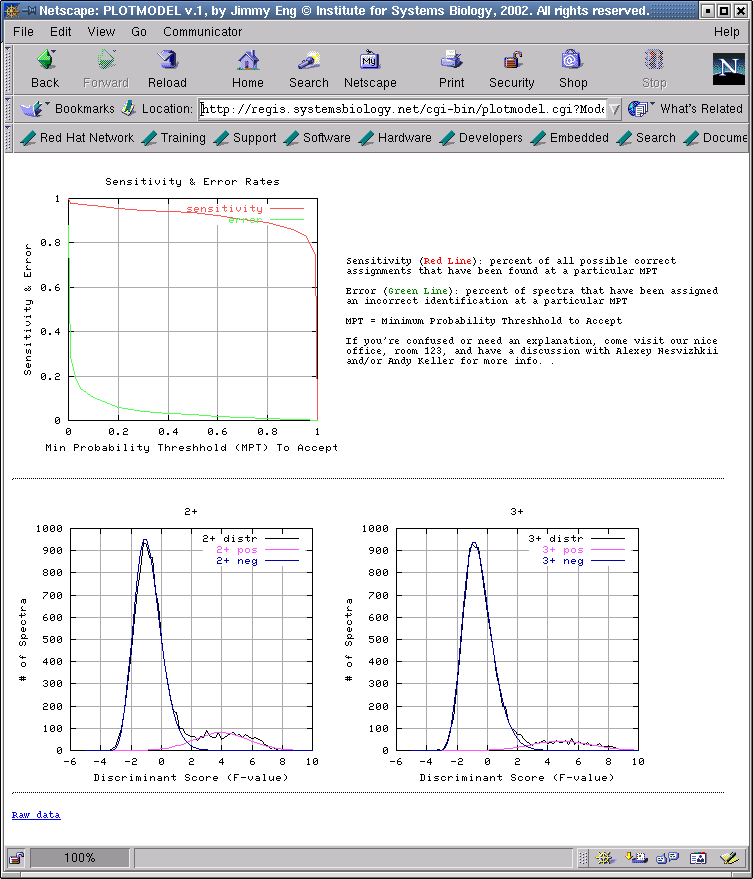 Netscape: PLOTMODEL v.1, by Jimmy Eng © Institute for Systems Biology, 2002. All rights reserved.
File Edit View Go Communicator Help
Back Forward Reload Home Search Netscape Print Security Shop Stop
My
N
Bookmarks Location: http://regis.systemsbiology.net/cgi-bin/plotmodel.cgi?Mode What's Related
Red Hat Network Training Support Software Hardware Developers Embedded Search Docume
Sensitivity & Error Rates
sensitivity
error
1
0.8
0.6
0.4
0.2
0
Sensitivity & Error
0 0.2 0.4 0.6 0.8 1
Min Probability Threshhold (MPT) To Accept
Sensitivity (Red Line): percent of all possible correct
assignments that have been found at a particular MPT
Error (Green Line): percent of spectra that have been assigned
an incorrect identification at a particular MPT
MPT = Minimum Probability Threshhold to Accept
If you're confused or need an explanation, come visit our nice
office, room 123, and have a discussion with Alexey Nesvizhkii
and/or Andy Keller for more info. .
2+
2+ distr
2+ pos
2+ neg
1000
900
800
700
600
500
400
300
200
100
0
# of Spectra
-6 -4 -2 0 2 4 6 8 10
Discriminant Score (F-value)
3+
3+ distr
3+ pos
3+ neg
1000
900
800
700
600
500
400
300
200
100
0
# of Spectra
-6 -4 -2 0 2 4 6 8 10
Discriminant Score (F-value)
Raw data
100%